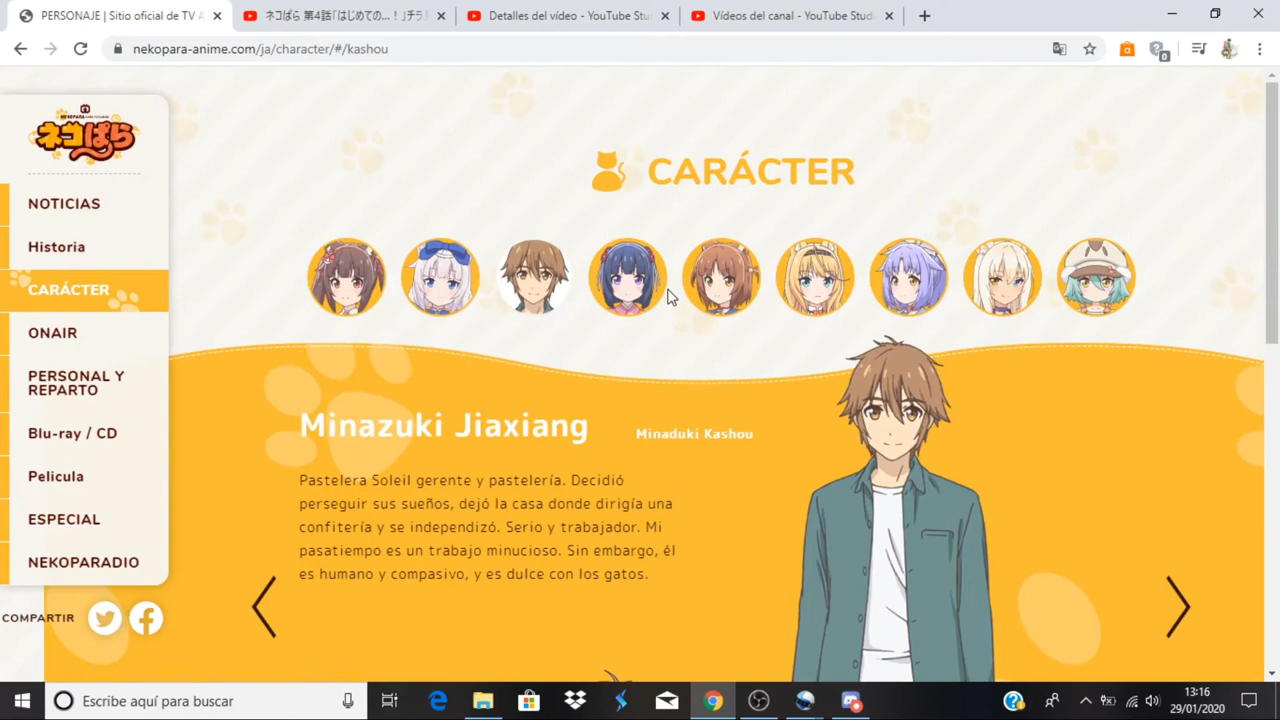 PERSONAJE | Sitio oficial de TV A
ネコぱら 第4話「はじめての…！」チラ
Detalles del vídeo - YouTube Stu
Vídeos del canal - YouTube Studi
nekopara-anime.com/ja/character/#/kashou
ネコぱら
NOTICIAS
Historia
CARÁCTER
ONAIR
PERSONAL Y
REPARTO
Blu-ray / CD
Pelicula
ESPECIAL
NEKOPARADIO
COMPARTIR
CARÁCTER
Minazuki Jiaxiang
Minaduki Kashou
Pastelera Soleil gerente y pastelería. Decidió
perseguir sus sueños, dejó la casa donde dirigía una
confitería y se independizó. Serio y trabajador. Mi
pasatiempo es un trabajo minucioso. Sin embargo, él
es humano y compasivo, y es dulce con los gatos.
Escribe aquí para buscar
13:16
29/01/2020